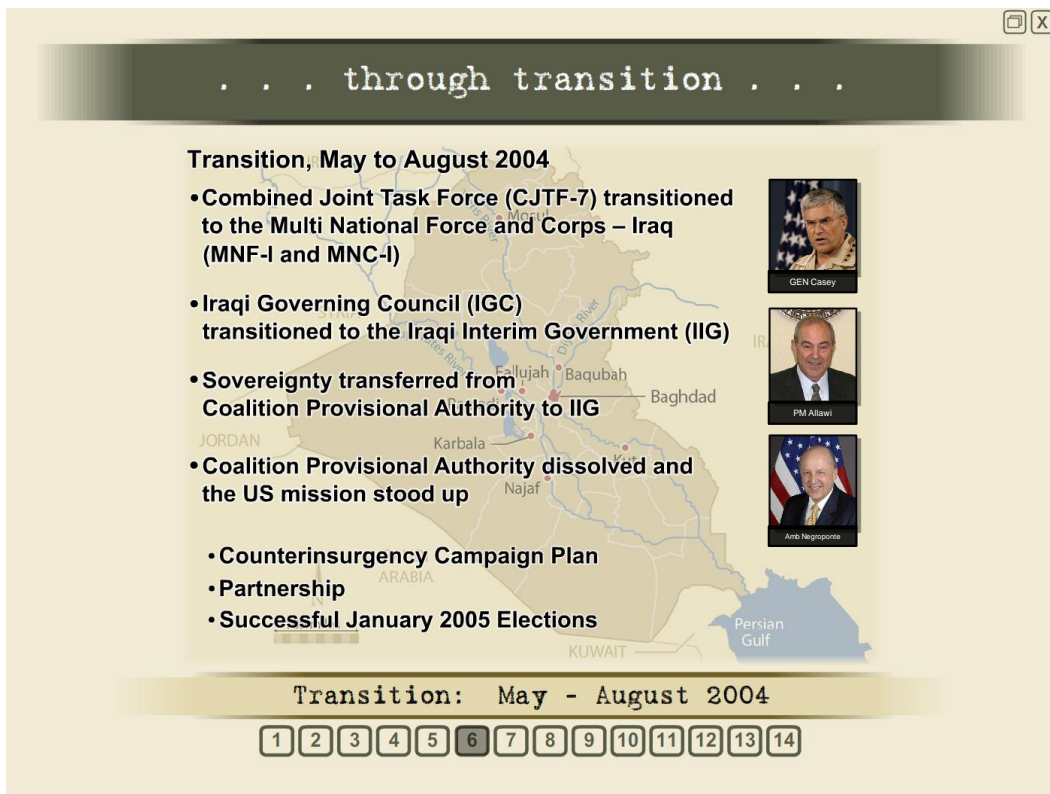 X
. . . through transition . . .
Transition, May to August 2004
•Combined Joint Task Force (CJTF-7) transitioned
to the Multi National Force and Corps – Iraq
(MNF-I and MNC-I)
•Iraqi Governing Council (IGC)
transitioned to the Iraqi Interim Government (IIG)
•Sovereignty transferred from
Coalition Provisional Authority to IIG
•Coalition Provisional Authority dissolved and
the US mission stood up
•Counterinsurgency Campaign Plan
•Partnership
•Successful January 2005 Elections
GEN Casey
PM Allawi
Amb Negroponte
Mosul
Diyala River
Fallujah
Baqubah
Baghdad
JORDAN
Karbala
Kut
Najaf
ARABIA
N
Persian
Gulf
KUWAIT
Transition: May - August 2004
1 2 3 4 5 6 7 8 9 10 11 12 13 14